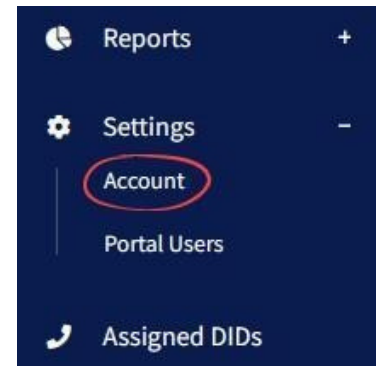 Reports +
Settings -
Account
Portal Users
Assigned DIDs